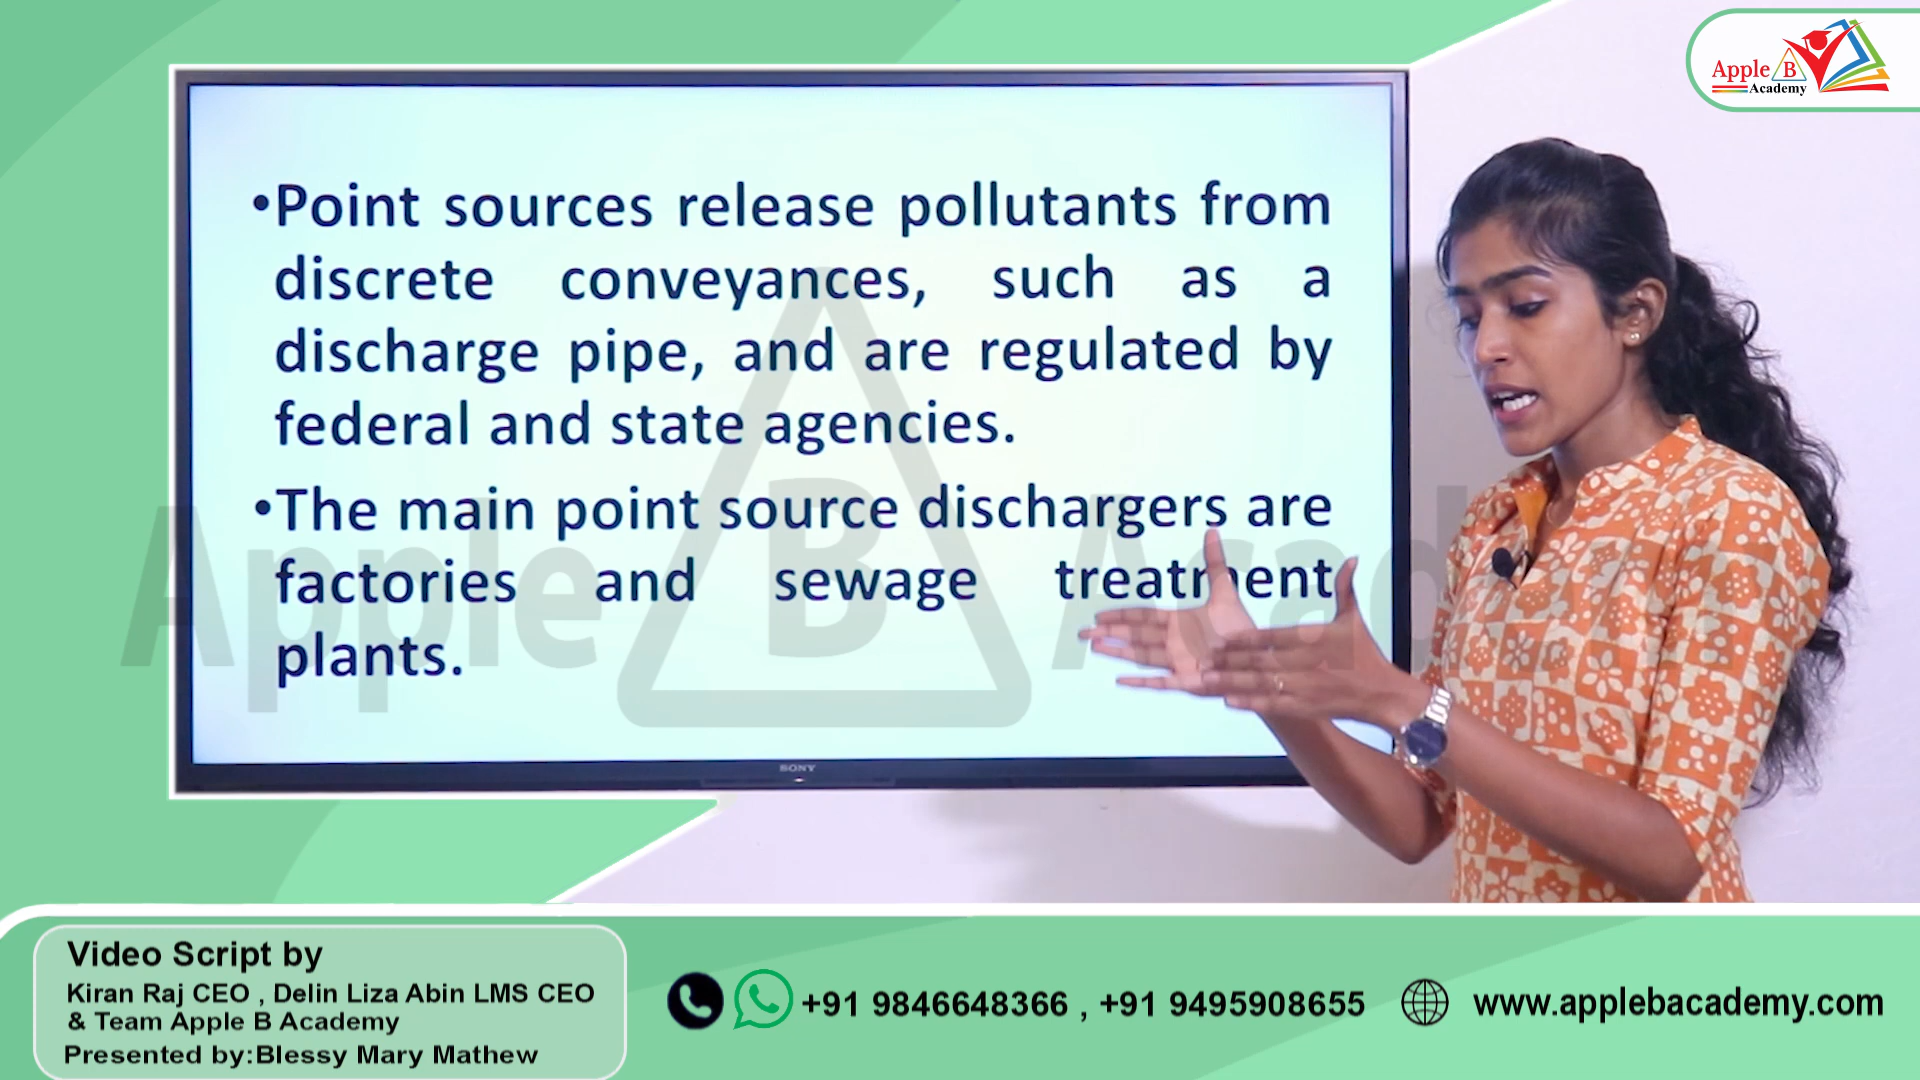 Apple B
Academy
•Point sources release pollutants from
discrete conveyances, such as a
discharge pipe, and are regulated by
federal and state agencies.
•The main point source dischargers are
factories and sewage treatment
plants.
Apple B Academy
SONY
Video Script by
Kiran Raj CEO , Delin Liza Abin LMS CEO
& Team Apple B Academy
Presented by:Blessy Mary Mathew
+91 9846648366 , +91 9495908655
www.applebacademy.com